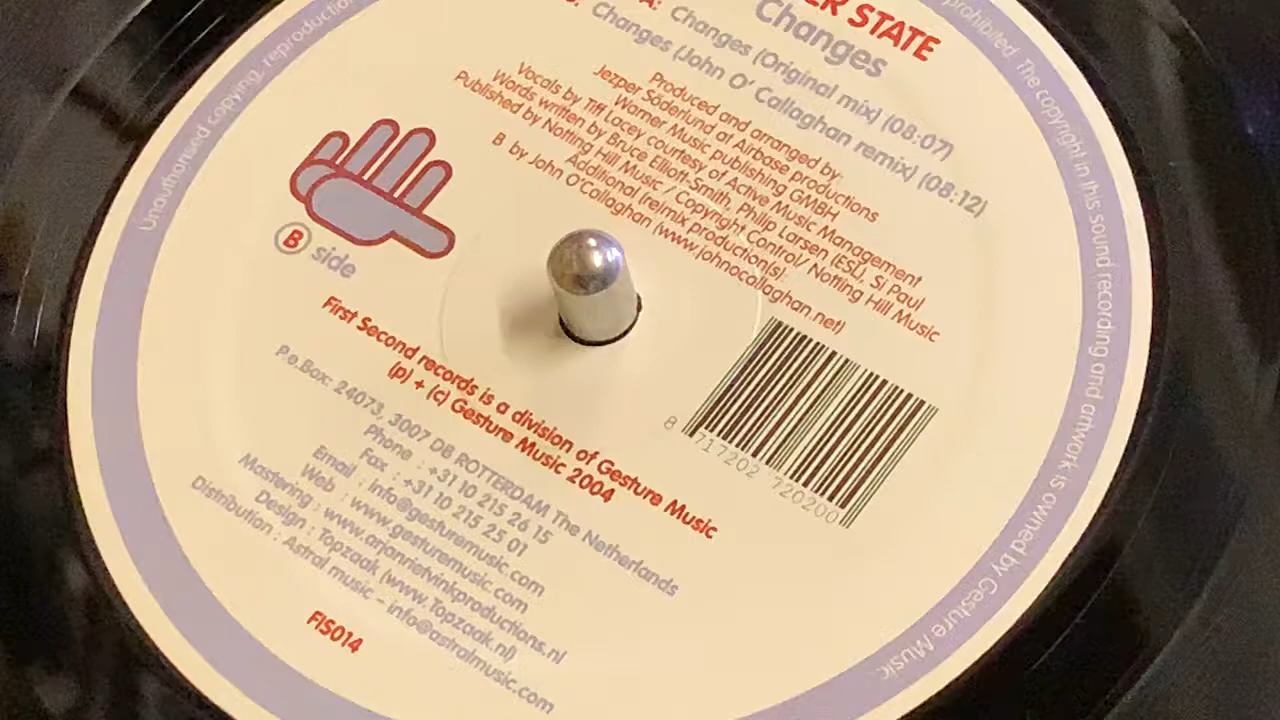 ER STATE
Changes
A: Changes (Original mix) (08:07)
Changes (John O' Callaghan remix) (08:12)
Produced and arranged by:
Jezper Söderlund at Airbase productions
Warner Music publishing GMBH
Vocals by Tiff Lacey courtesy of Active Music Management
Words written by Bruce Elliott-Smith, Philip Larsen (ESL), Si Paul,
Published by Notting Hill Music / Copyright Control/ Notting Hill Music
Additional (re)mix production(s):
B by John O'Callaghan (www.johnocallaghan.net)
B side
8 717202 720200
First Second records is a division of Gesture Music
(p) + (c) Gesture Music 2004
P.o.Box: 24073, 3007 DB ROTTERDAM The Netherlands
Phone : +31 10 215 26 15
Fax : +31 10 215 25 01
Email : info@gesturemusic.com
Web : www.gesturemusic.com
Mastering : www.arjanrietvinkproductions.nl
Design : Topzaak (www.Topzaak.nl)
Distribution : Astral music - info@astralmusic.com
FIS014
Unauthorised copying, reproduction
prohibited. The copyright in this sound recording and artwork is owned by Gesture Music.